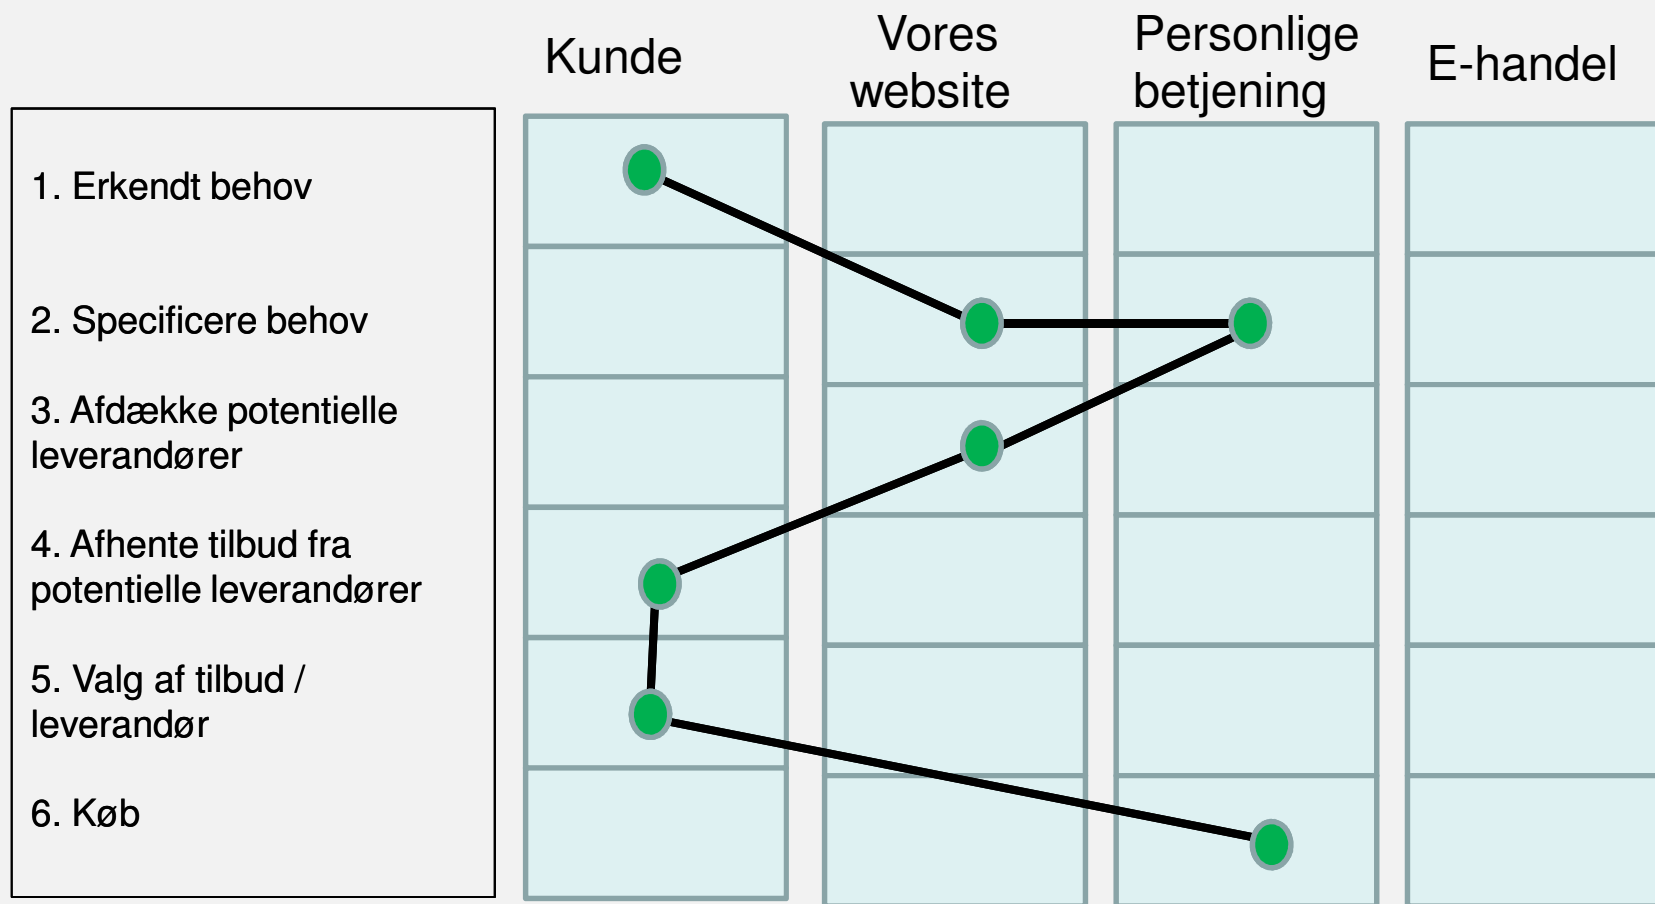 Kunde
Vores
website
Personlige
betjening
E-handel
1. Erkendt behov
2. Specificere behov
3. Afdække potentielle
leverandører
4. Afhente tilbud fra
potentielle leverandører
5. Valg af tilbud /
leverandør
6. Køb